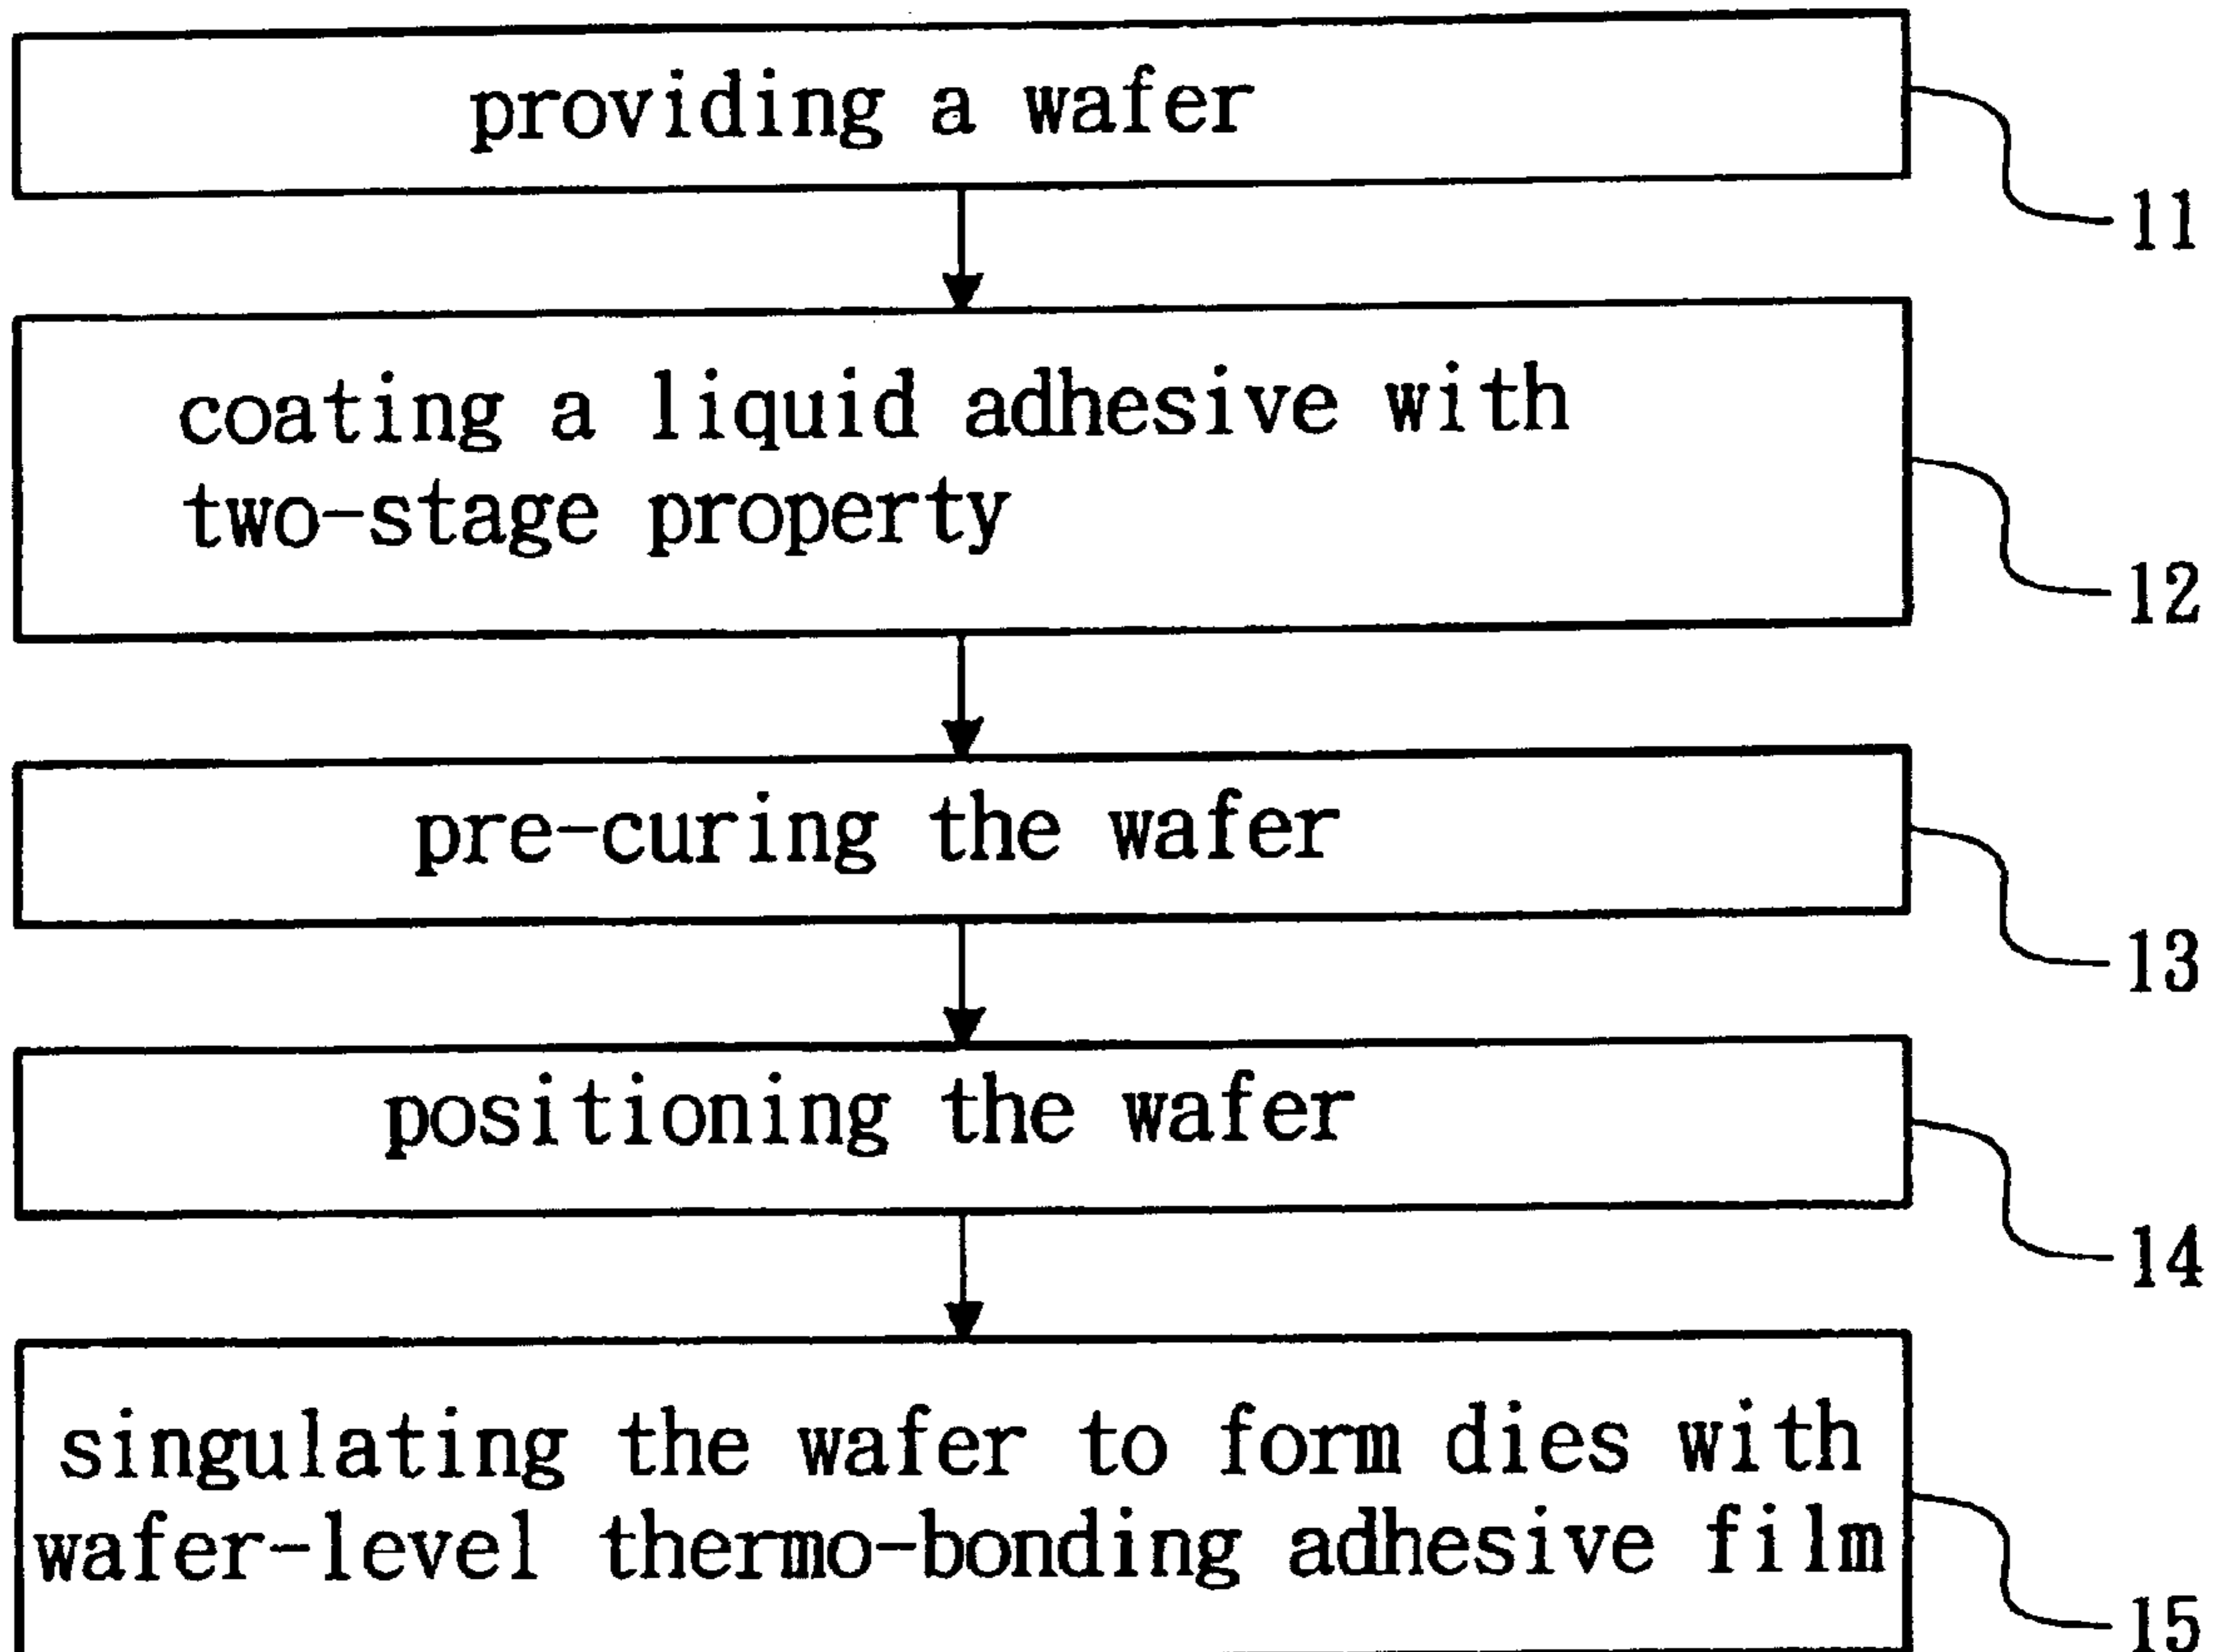 providing a wafer
11
coating a liquid adhesive with
two-stage property
12
pre-curing the wafer
13
positioning the wafer
14
singulating the wafer to form dies with
wafer-level thermo-bonding adhesive film
15